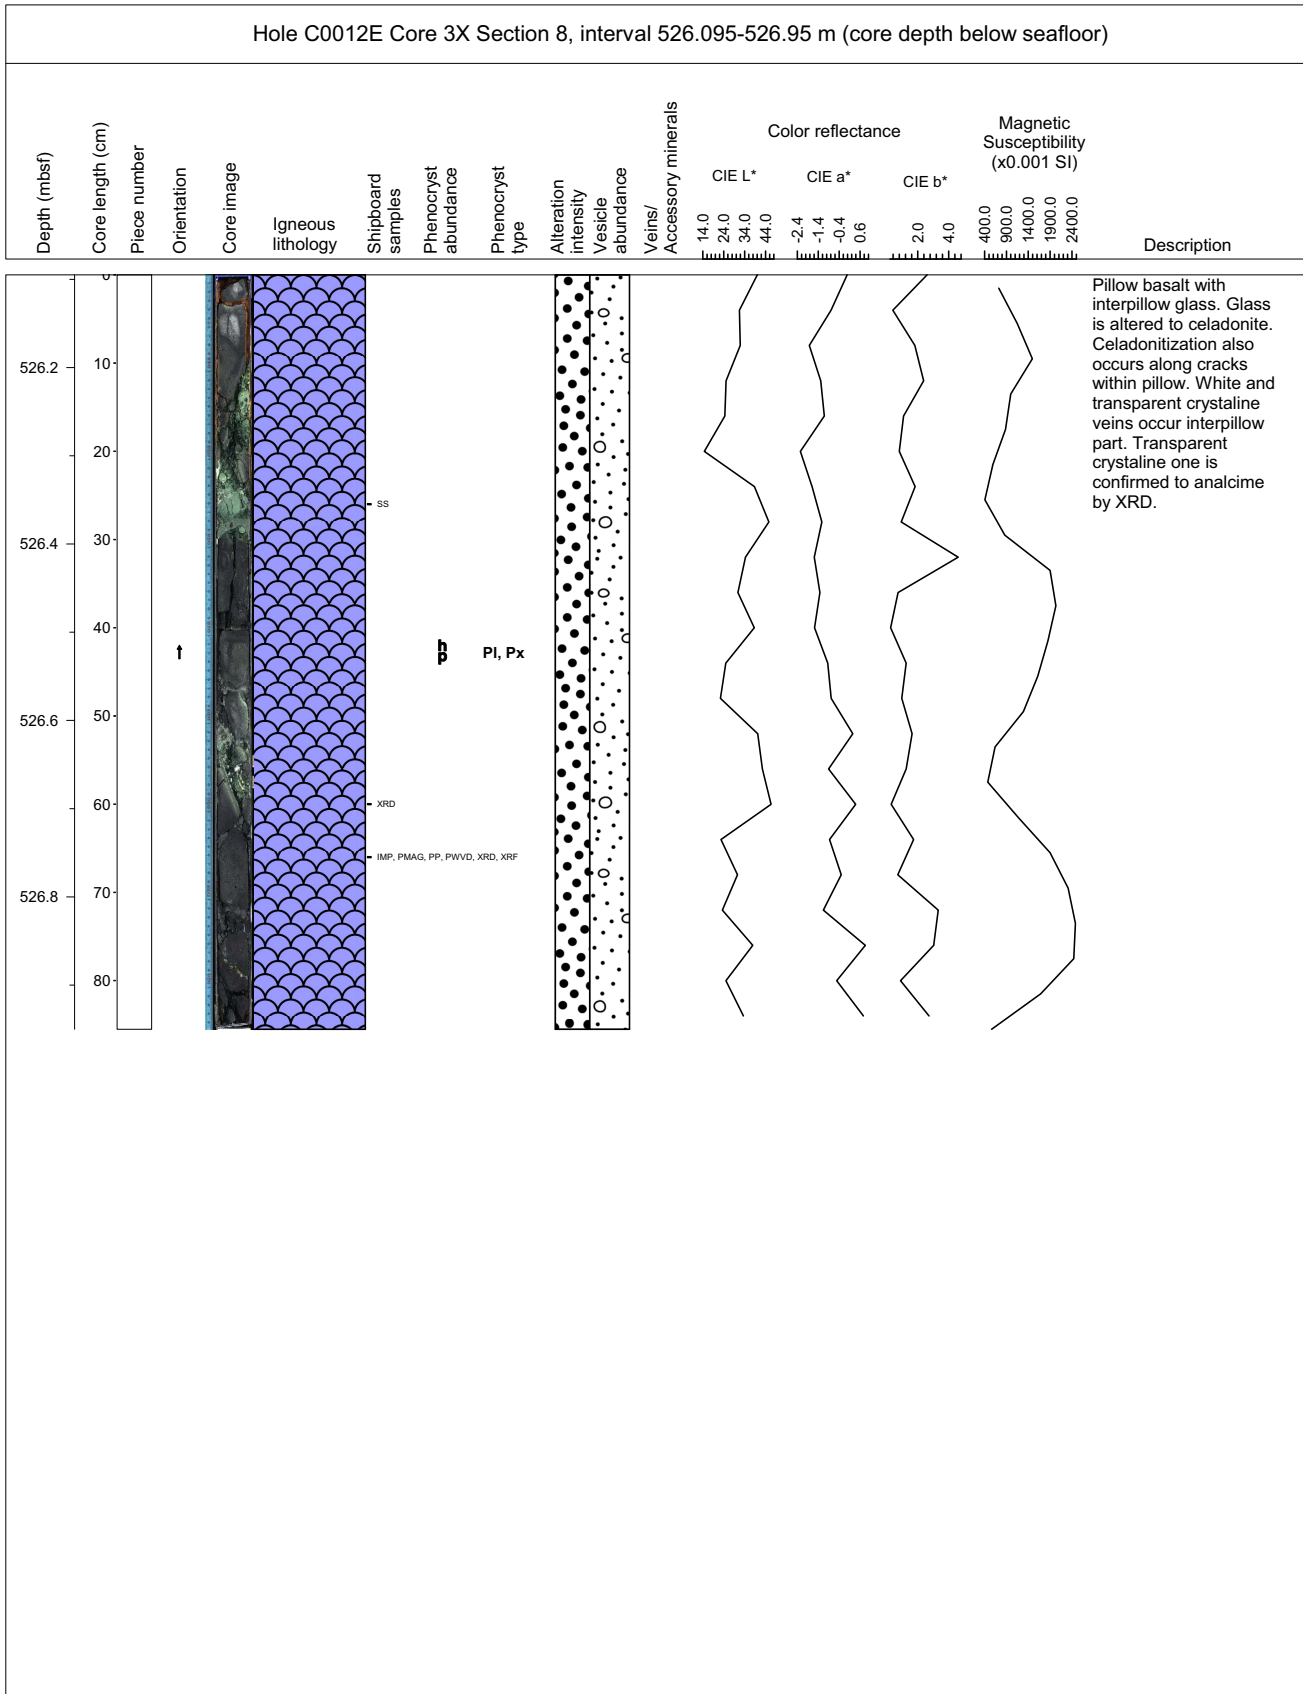 Hole C0012E Core 3X Section 8, interval 526.095-526.95 m (core depth below seafloor)
Depth (mbsf)
Core length (cm)
Piece number
Orientation
Core image
Igneous
lithology
Shipboard
samples
Phenocryst
abundance
Phenocryst
type
Alteration
intensity
Vesicle
abundance
Veins/
Accessory minerals
Color reflectance
CIE L*
14.0 24.0 34.0 44.0
CIE a*
-2.4 -1.4 -0.4 0.6
CIE b*
2.0 4.0
Magnetic
Susceptibility
(x0.001 SI)
400.0 900.0 1400.0 1900.0 2400.0
Description
526.2
526.4
526.6
526.8
0
10
20
30
40
50
60
70
80
SS
XRD
IMP, PMAG, PP, PWVD, XRD, XRF
hp
Pl, Px
Pillow basalt with
interpillow glass. Glass
is altered to celadonite.
Celadonitization also
occurs along cracks
within pillow. White and
transparent crystaline
veins occur interpillow
part. Transparent
crystaline one is
confirmed to analcime
by XRD.